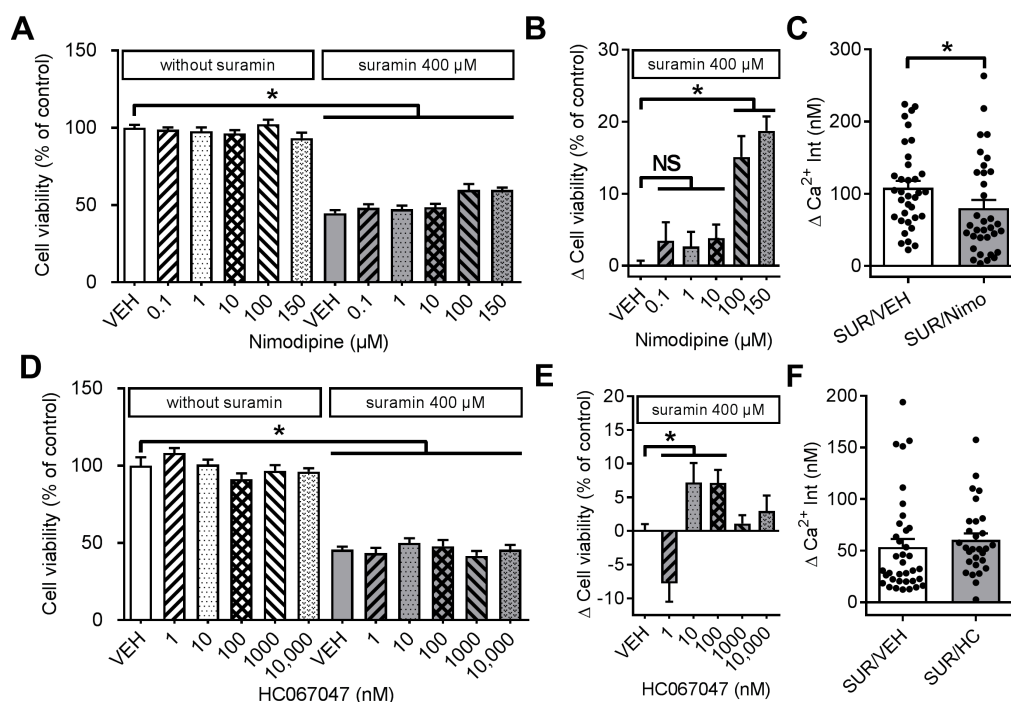 A
Cell viability (% of control)
150
100
50
0
without suramin
suramin 400 µM
*
VEH 0.1 1 10 100 150 VEH 0.1 1 10 100 150
Nimodipine (µM)
B
Δ Cell viability (% of control)
30
20
10
0
suramin 400 µM
*
NS
VEH 0.1 1 10 100 150
Nimodipine (µM)
C
Δ Ca2+ Int (nM)
300
200
100
0
*
SUR/VEH SUR/Nimo
D
Cell viability (% of control)
150
100
50
0
without suramin
suramin 400 µM
*
VEH 1 10 100 1000 10,000 VEH 1 10 100 1000 10,000
HC067047 (nM)
E
Δ Cell viability (% of control)
20
15
10
5
0
-5
-10
suramin 400 µM
*
VEH 1 10 100 1000 10,000
HC067047 (nM)
F
Δ Ca2+ Int (nM)
200
150
100
50
0
SUR/VEH SUR/HC